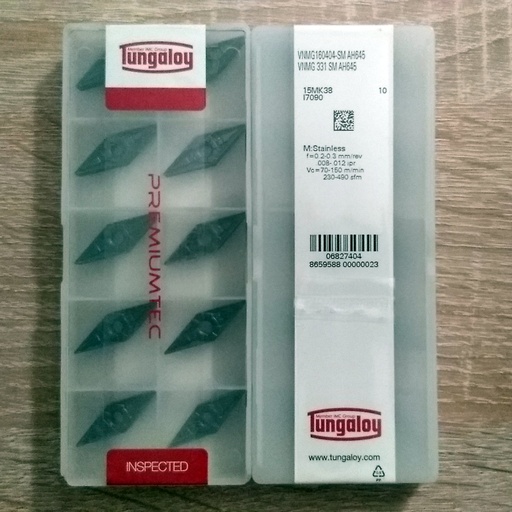 Member IMC Group
Tungaloy
PREMIUMTEC
INSPECTED
VNMG160404-SM AH645
VNMG 331 SM AH645
15MK38 10
I7090
M:Stainless
f=0.2-0.3 mm/rev
.008-.012 ipr
Vc=70-150 m/min
230-490 sfm
06827404
8659588 00000023
Member IMC Group
Tungaloy
www.tungaloy.com